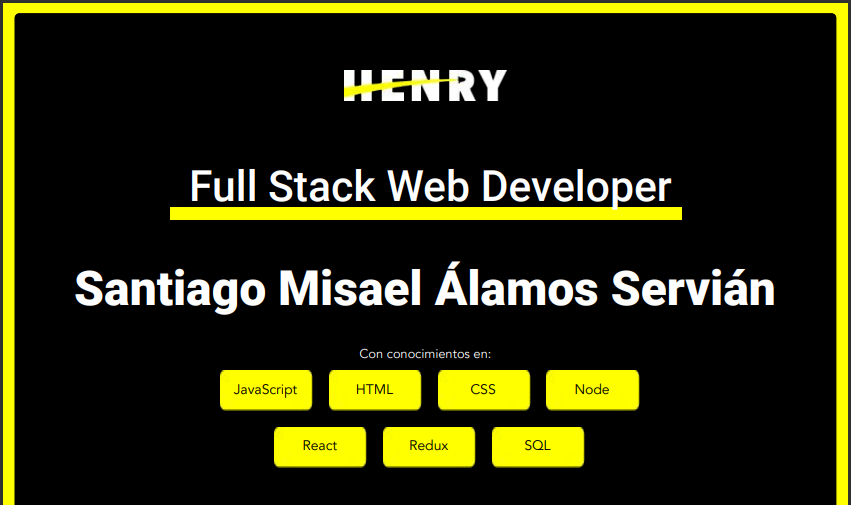 HENRY
Full Stack Web Developer
Santiago Misael Álamos Servián
Con conocimientos en:
JavaScript HTML CSS Node
React Redux SQL